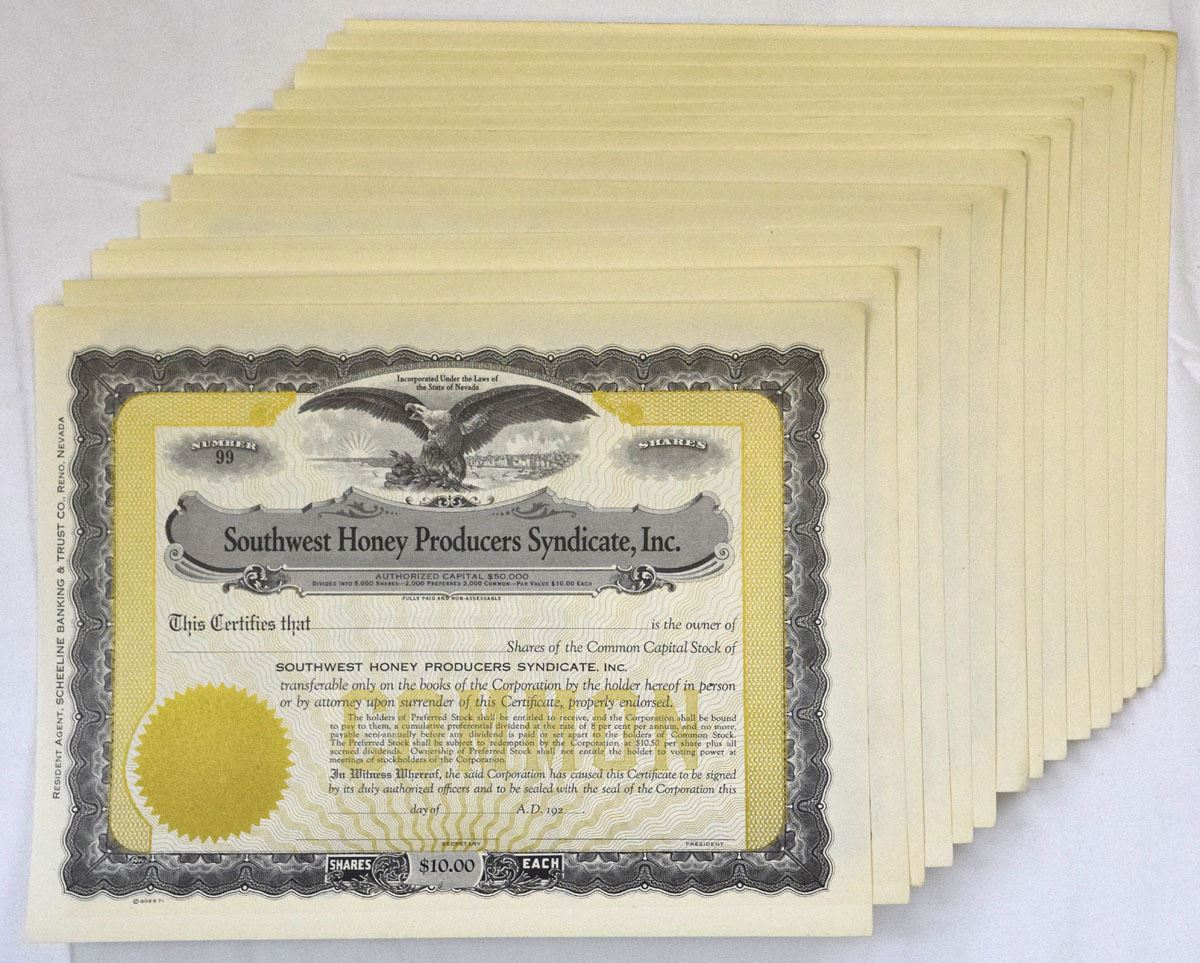 Incorporated Under the Laws of
the State of Nevada
NUMBER
99
SHARES
Southwest Honey Producers Syndicate, Inc.
AUTHORIZED CAPITAL $50,000
DIVIDED INTO 5,000 SHARES—2,000 PREFERRED 3,000 COMMON—PAR VALUE $10.00 EACH
FULLY PAID AND NON-ASSESSABLE
This Certifies that is the owner of
Shares of the Common Capital Stock of
SOUTHWEST HONEY PRODUCERS SYNDICATE, INC.
transferable only on the books of the Corporation by the holder hereof in person
or by attorney upon surrender of this Certificate, properly endorsed.
COMMON
The holders of Preferred Stock shall be entitled to receive, and the Corporation shall be bound
to pay to them, a cumulative preferential dividend at the rate of 8 per cent per annum, and no more,
payable semi-annually before any dividend is paid or set apart to the holders of Common Stock.
The Preferred Stock shall be subject to redemption by the Corporation at $10.50 per share plus all
accrued dividends. Ownership of Preferred Stock shall not entitle the holder to voting power at
meetings of stockholders of the Corporation.
In Witness Whereof, the said Corporation has caused this Certificate to be signed
by its duly authorized officers and to be sealed with the seal of the Corporation this
day of A.D. 192
SECRETARY PRESIDENT
SHARES $10.00 EACH
© GOES 71
RESIDENT AGENT, SCHEELINE BANKING & TRUST CO., RENO, NEVADA